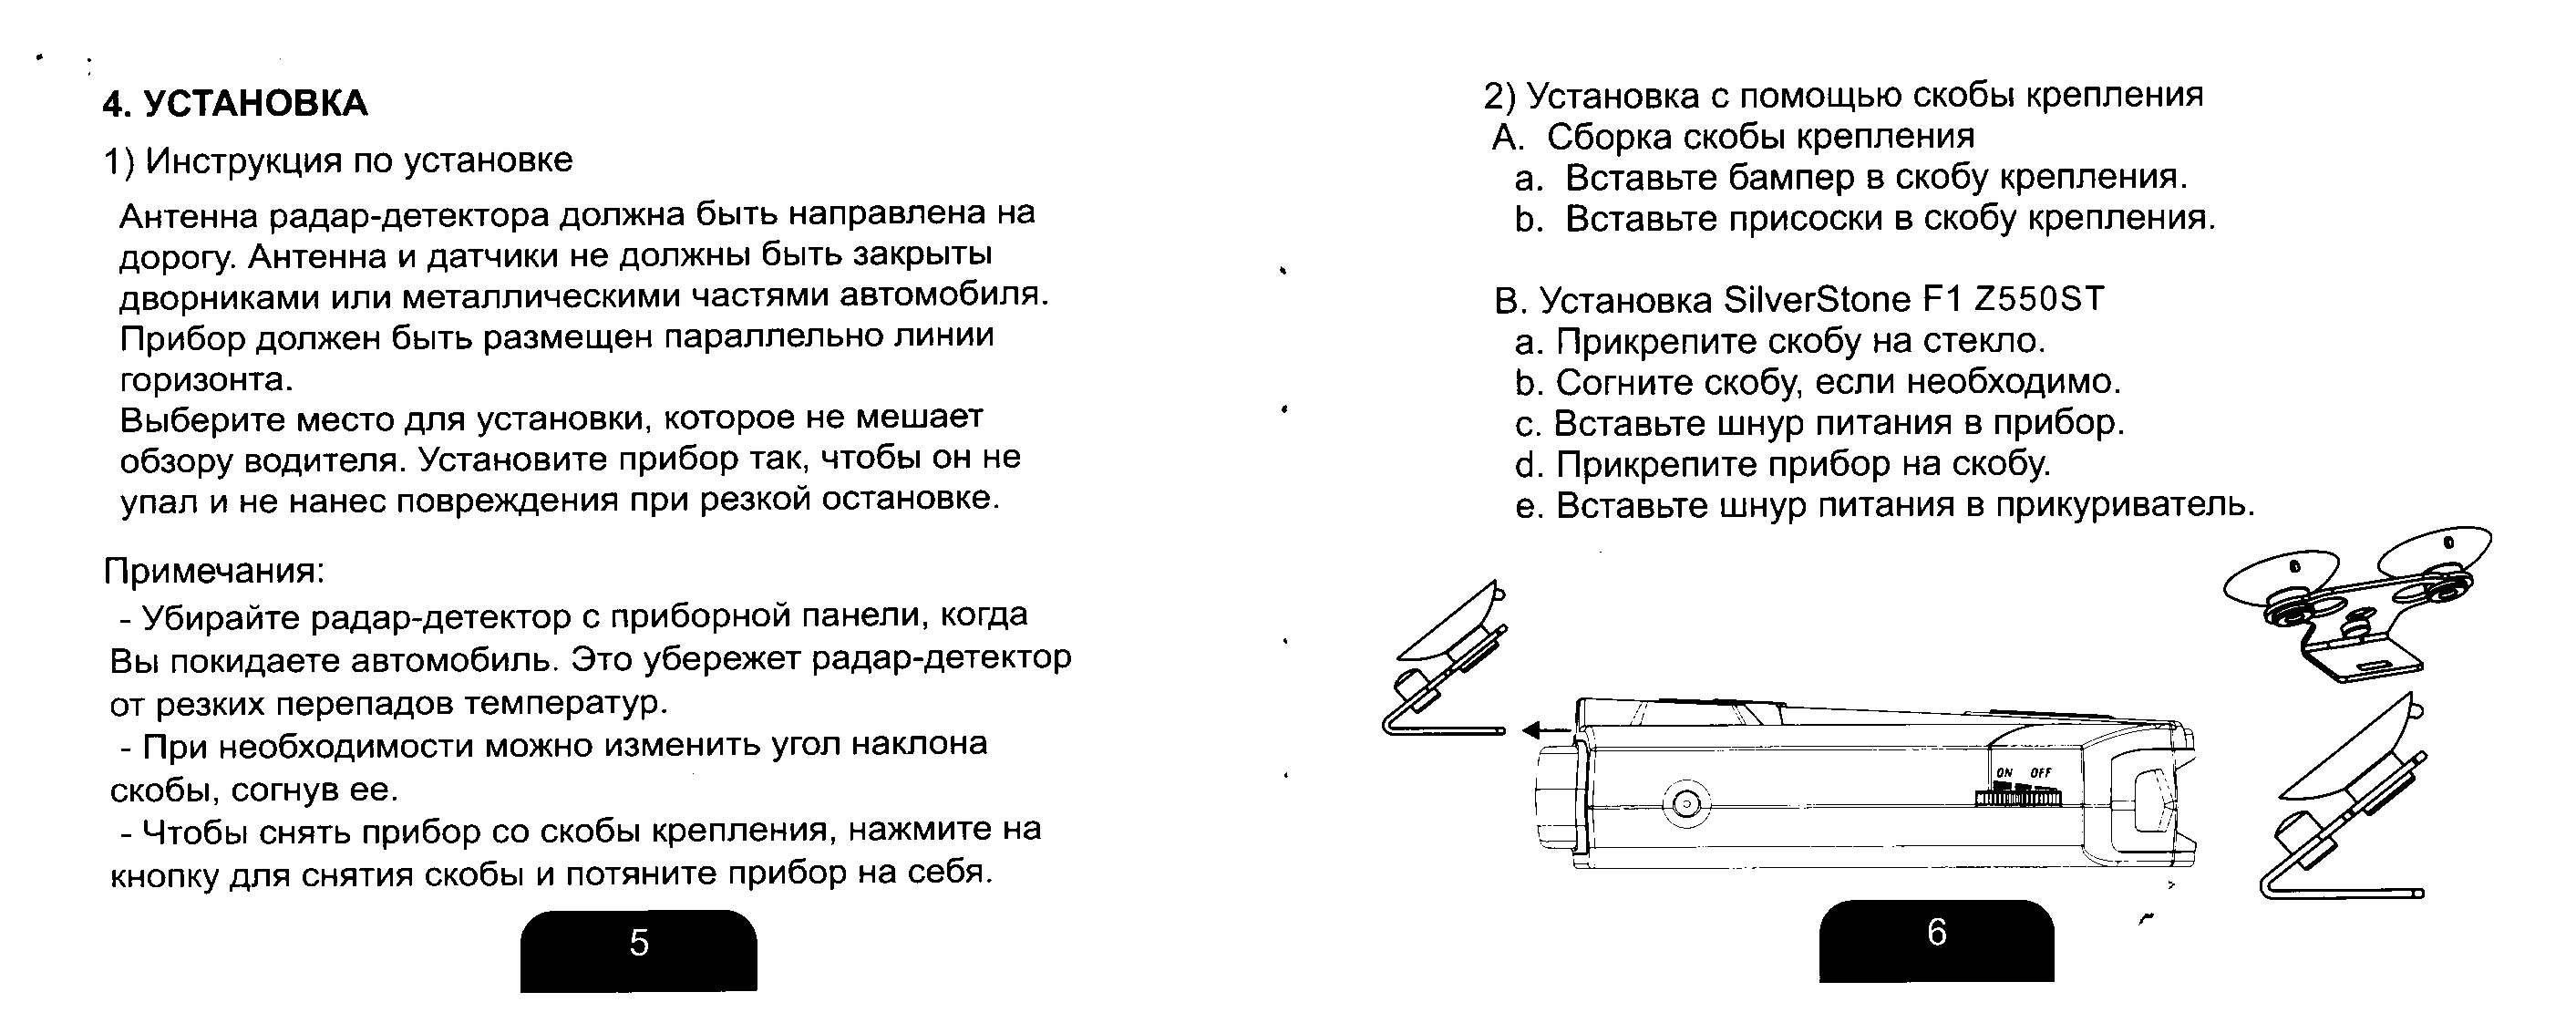 4. УСТАНОВКА
1) Инструкция по установке
Антенна радар-детектора должна быть направлена на
дорогу. Антенна и датчики не должны быть закрыты
дворниками или металлическими частями автомобиля.
Прибор должен быть размещен параллельно линии
горизонта.
Выберите место для установки, которое не мешает
обзору водителя. Установите прибор так, чтобы он не
упал и не нанес повреждения при резкой остановке.
Примечания:
- Убирайте радар-детектор с приборной панели, когда
Вы покидаете автомобиль. Это убережет радар-детектор
от резких перепадов температур.
- При необходимости можно изменить угол наклона
скобы, согнув ее.
- Чтобы снять прибор со скобы крепления, нажмите на
кнопку для снятия скобы и потяните прибор на себя.
5
2) Установка с помощью скобы крепления
A. Сборка скобы крепления
a. Вставьте бампер в скобу крепления.
b. Вставьте присоски в скобу крепления.
B. Установка SilverStone F1 Z550ST
a. Прикрепите скобу на стекло.
b. Согните скобу, если необходимо.
c. Вставьте шнур питания в прибор.
d. Прикрепите прибор на скобу.
e. Вставьте шнур питания в прикуриватель.
ON OFF
6